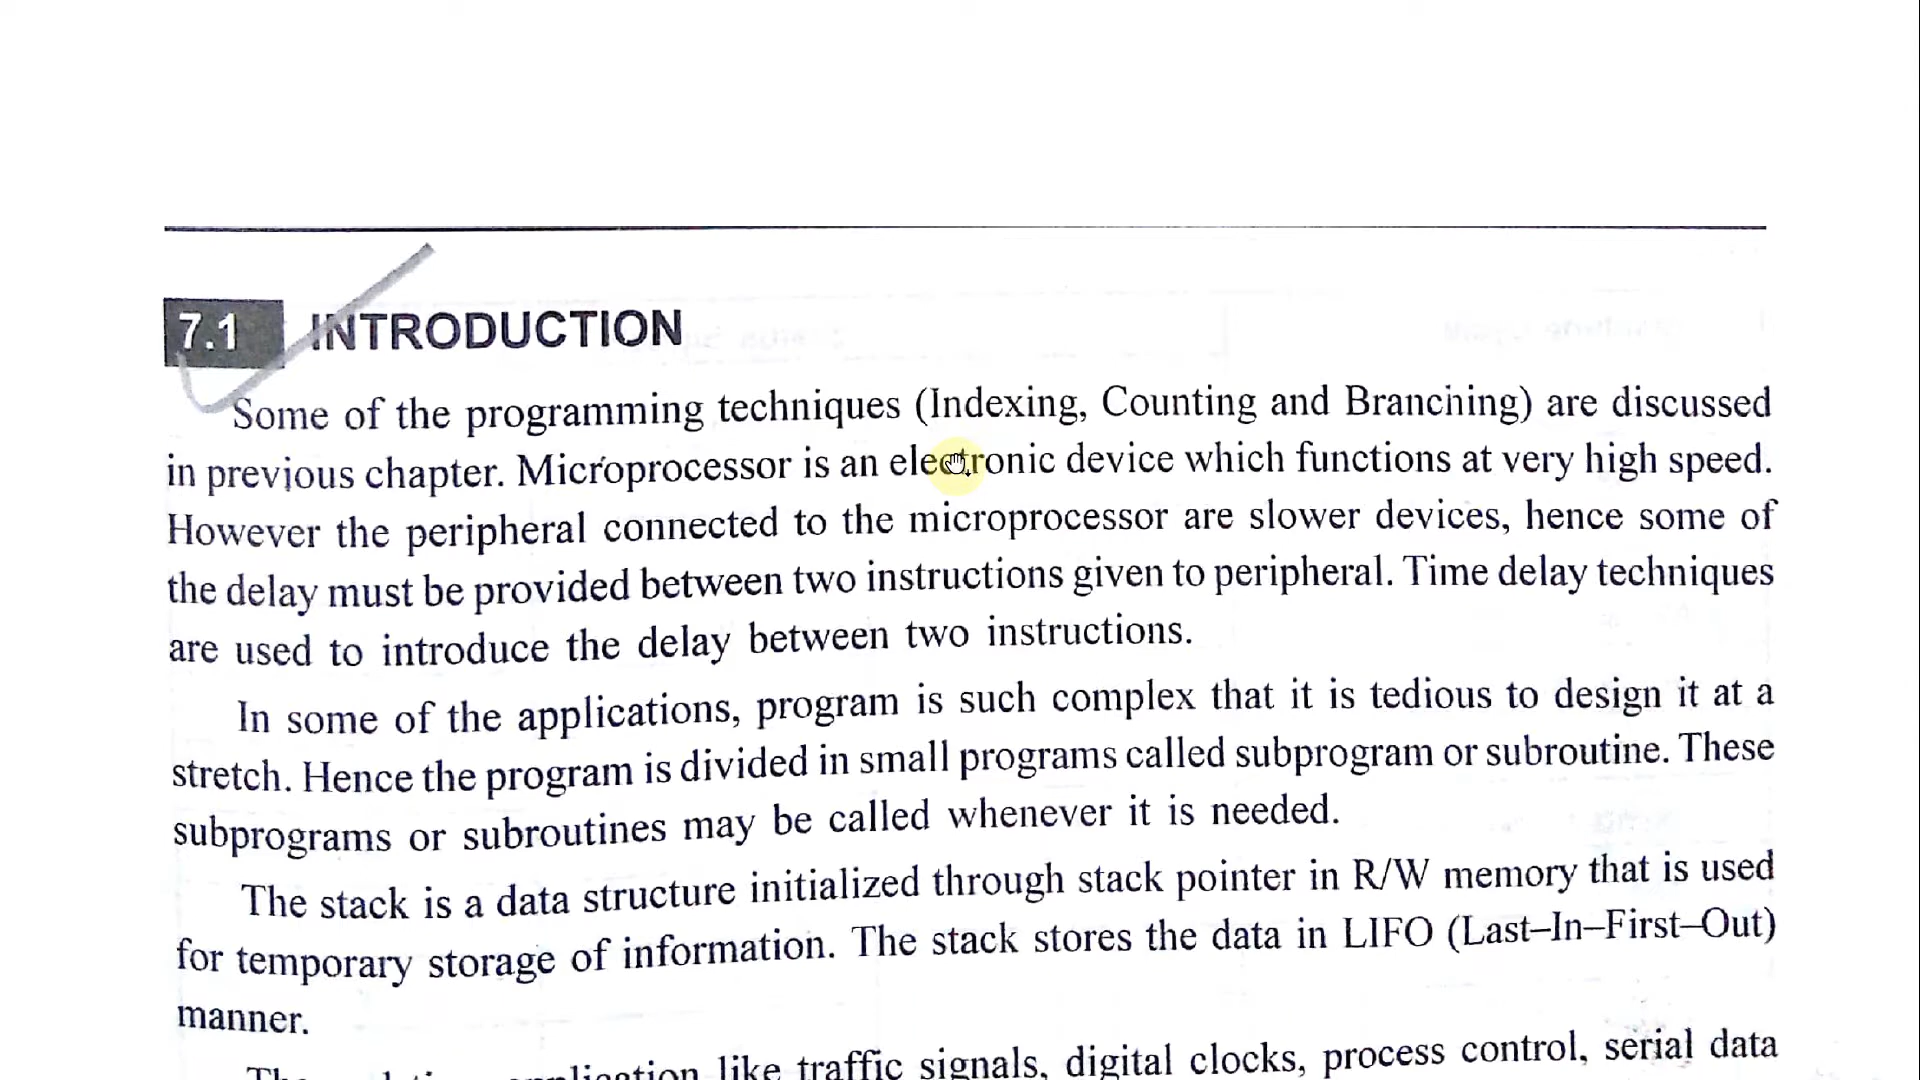 7.1 INTRODUCTION
Some of the programming techniques (Indexing, Counting and Branching) are discussed
in previous chapter. Microprocessor is an electronic device which functions at very high speed.
However the peripheral connected to the microprocessor are slower devices, hence some of
the delay must be provided between two instructions given to peripheral. Time delay techniques
are used to introduce the delay between two instructions.
In some of the applications, program is such complex that it is tedious to design it at a
stretch. Hence the program is divided in small programs called subprogram or subroutine. These
subprograms or subroutines may be called whenever it is needed.
The stack is a data structure initialized through stack pointer in R/W memory that is used
for temporary storage of information. The stack stores the data in LIFO (Last–In–First–Out)
manner.
application like traffic signals, digital clocks, process control, serial data